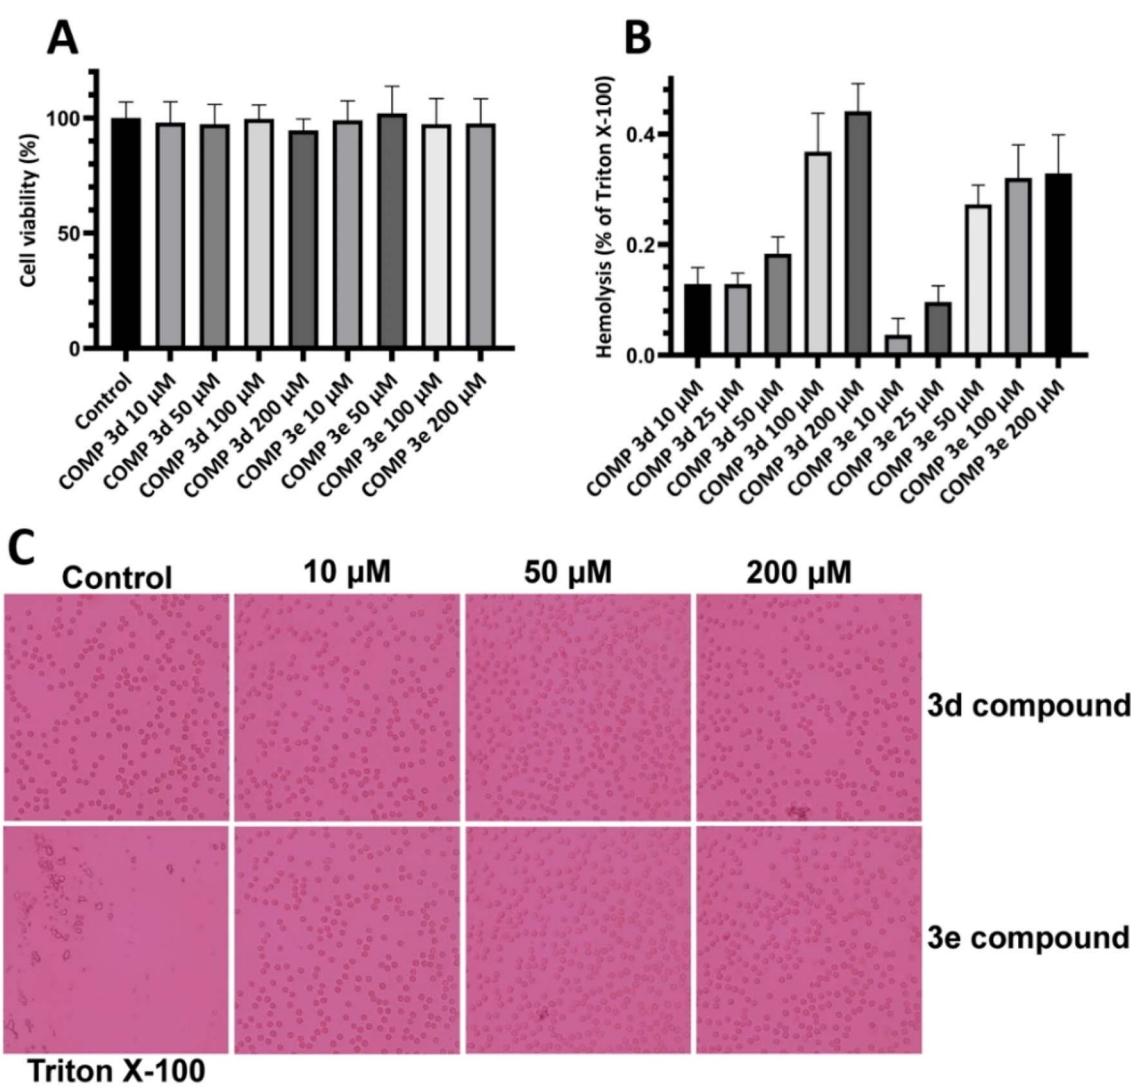 A
Cell viability (%)
100
50
0
Control
COMP 3d 10 μM
COMP 3d 50 μM
COMP 3d 100 μM
COMP 3d 200 μM
COMP 3e 10 μM
COMP 3e 50 μM
COMP 3e 100 μM
COMP 3e 200 μM
B
Hemolysis (% of Triton X-100)
0.4
0.2
0.0
COMP 3d 10 μM
COMP 3d 25 μM
COMP 3d 50 μM
COMP 3d 100 μM
COMP 3d 200 μM
COMP 3e 10 μM
COMP 3e 25 μM
COMP 3e 50 μM
COMP 3e 100 μM
COMP 3e 200 μM
C
Control
10 μM
50 μM
200 μM
3d compound
3e compound
Triton X-100